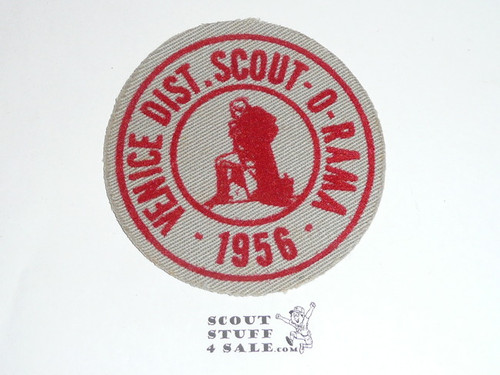 VENICE DIST. SCOUT-O-RAMA
· 1956 ·
SCOUT
STUFF
4 SALE.com